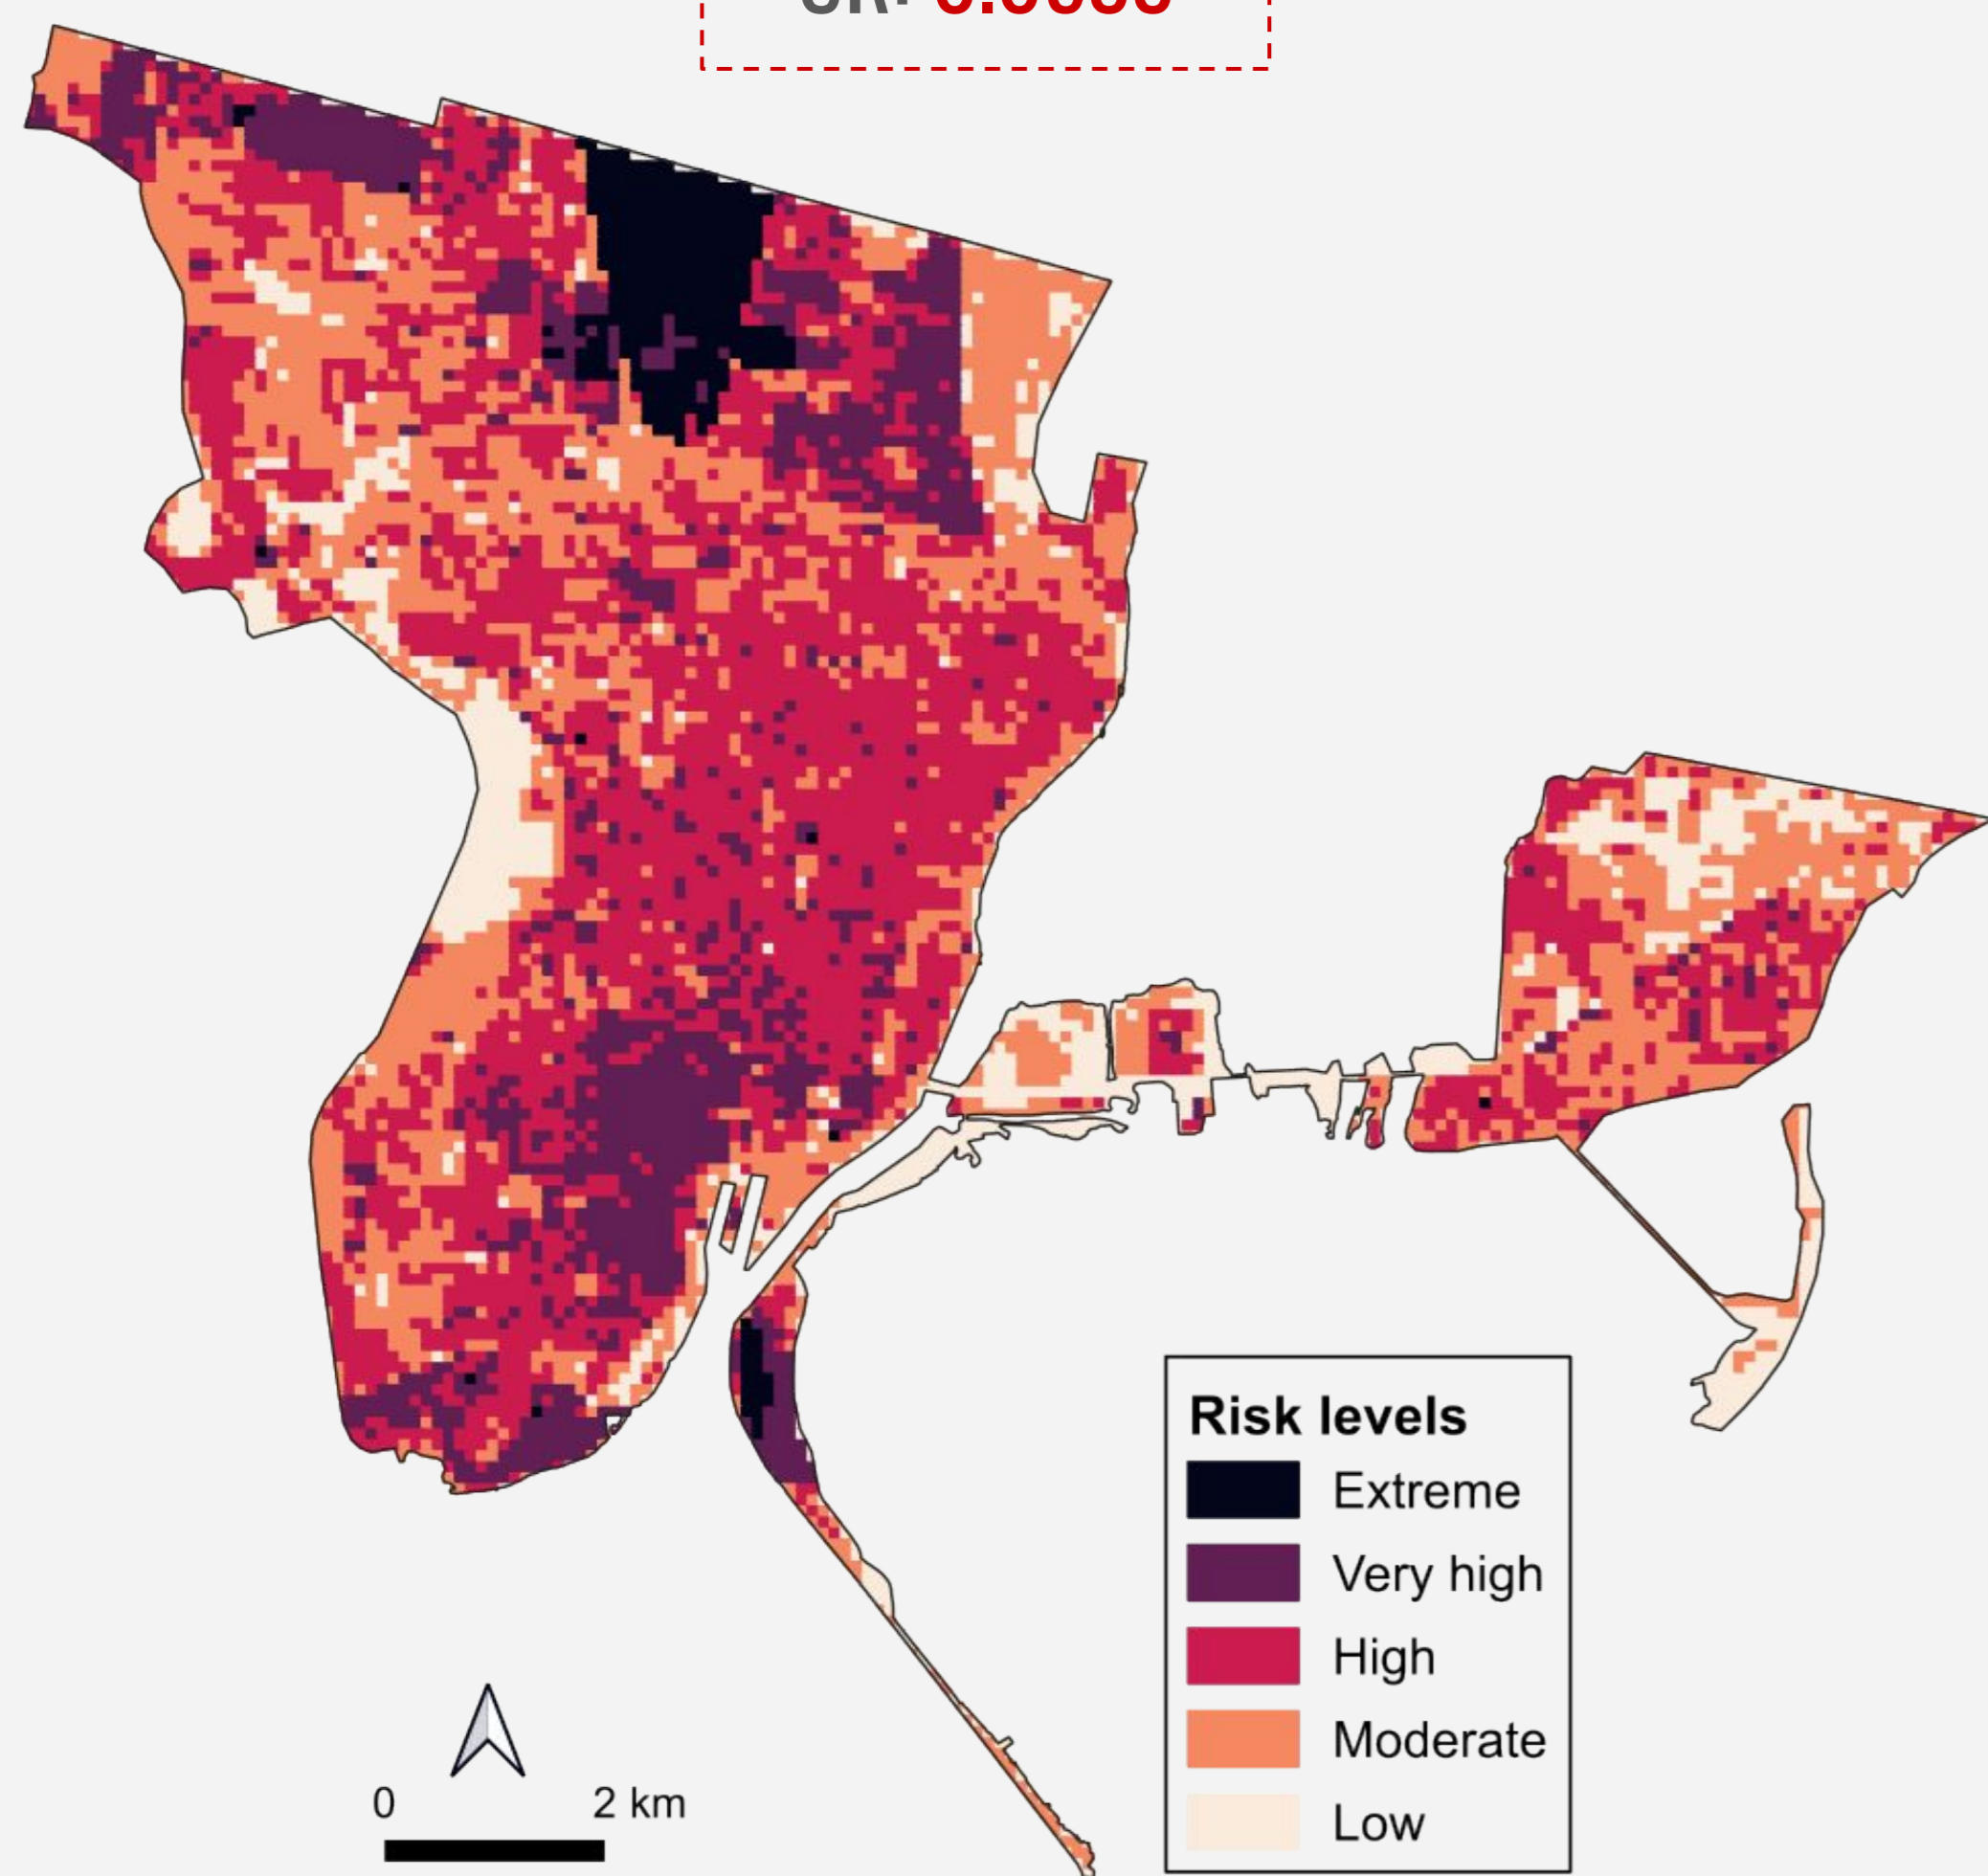 Risk levels
Extreme
Very high
High
Moderate
Low
0 2 km